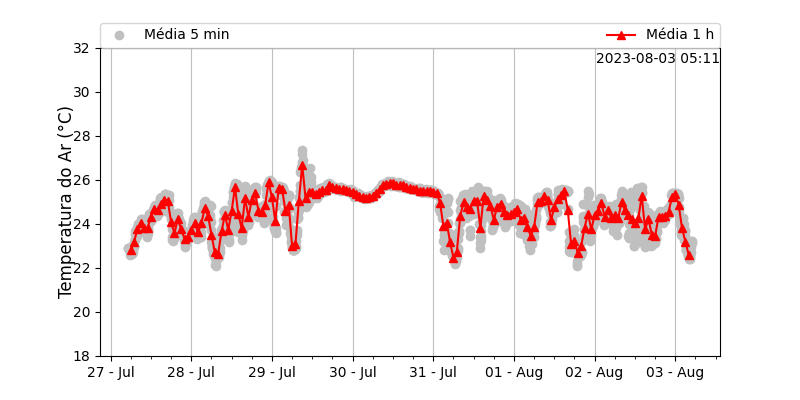 Média 5 min
Média 1 h
2023-08-03 05:11
Temperatura do Ar (°C)
32
30
28
26
24
22
20
18
27 - Jul
28 - Jul
29 - Jul
30 - Jul
31 - Jul
01 - Aug
02 - Aug
03 - Aug